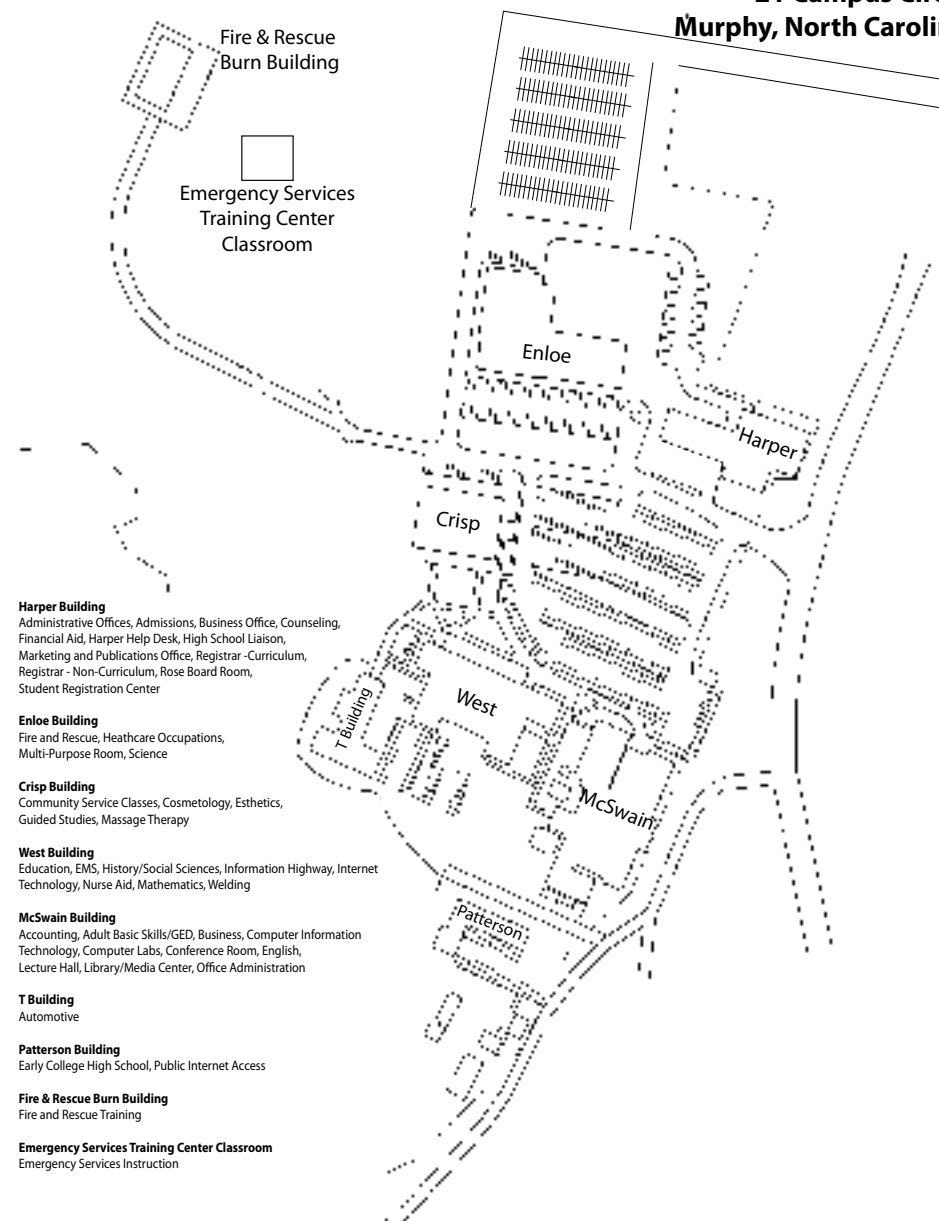 Murphy, North Caroli
Fire & Rescue
Burn Building
Emergency Services
Training Center
Classroom
Enloe
Harper
Crisp
West
T Building
McSwain
Patterson
Harper Building
Administrative Offices, Admissions, Business Office, Counseling,
Financial Aid, Harper Help Desk, High School Liaison,
Marketing and Publications Office, Registrar -Curriculum,
Registrar - Non-Curriculum, Rose Board Room,
Student Registration Center
Enloe Building
Fire and Rescue, Heathcare Occupations,
Multi-Purpose Room, Science
Crisp Building
Community Service Classes, Cosmetology, Esthetics,
Guided Studies, Massage Therapy
West Building
Education, EMS, History/Social Sciences, Information Highway, Internet
Technology, Nurse Aid, Mathematics, Welding
McSwain Building
Accounting, Adult Basic Skills/GED, Business, Computer Information
Technology, Computer Labs, Conference Room, English,
Lecture Hall, Library/Media Center, Office Administration
T Building
Automotive
Patterson Building
Early College High School, Public Internet Access
Fire & Rescue Burn Building
Fire and Rescue Training
Emergency Services Training Center Classroom
Emergency Services Instruction